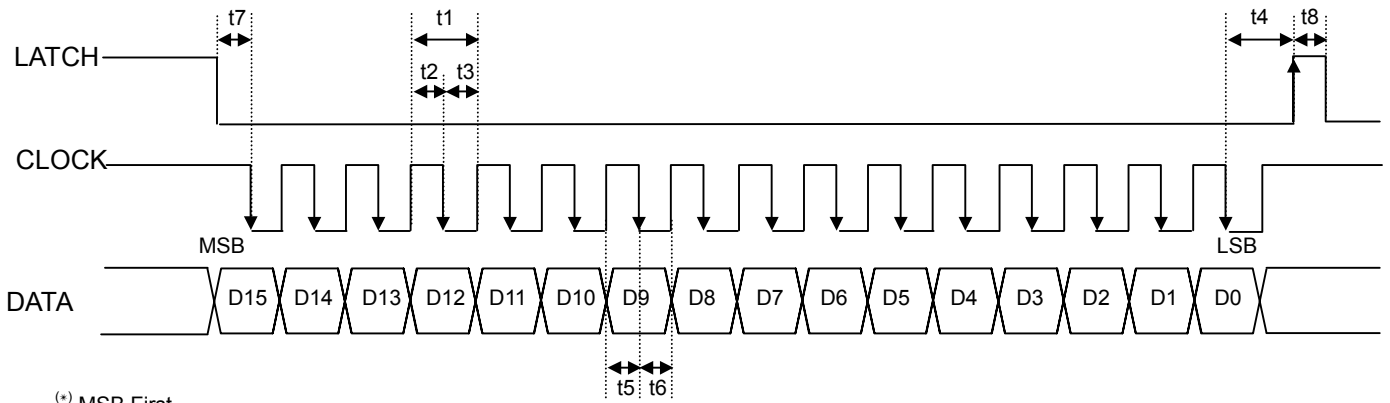 t7 t1 t4 t8
LATCH
t2 t3
CLOCK
MSB LSB
DATA D15 D14 D13 D12 D11 D10 D9 D8 D7 D6 D5 D4 D3 D2 D1 D0
t5 t6
(*) MSB First